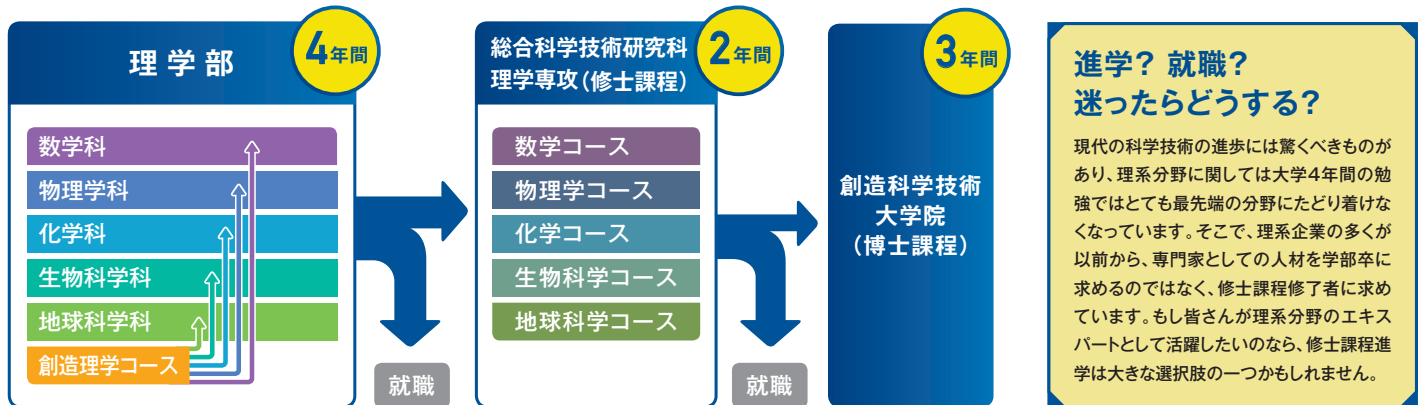 理学部
4年間
数学科
物理学科
化学科
生物科学科
地球科学科
創造理学コース
就職
総合科学技術研究科
理学専攻(修士課程)
2年間
数学コース
物理学コース
化学コース
生物科学コース
地球科学コース
就職
3年間
創造科学技術
大学院
(博士課程)
進学? 就職?
迷ったらどうする?
現代の科学技術の進歩には驚くべきものが
あり、理系分野に関しては大学4年間の勉
強ではとても最先端の分野にたどり着けな
くなっています。そこで、理系企業の多くが
以前から、専門家としての人材を学部卒に
求めるのではなく、修士課程修了者に求め
ています。もし皆さんが理系分野のエキス
パートとして活躍したいのなら、修士課程進
学は大きな選択肢の一つかもしれません。